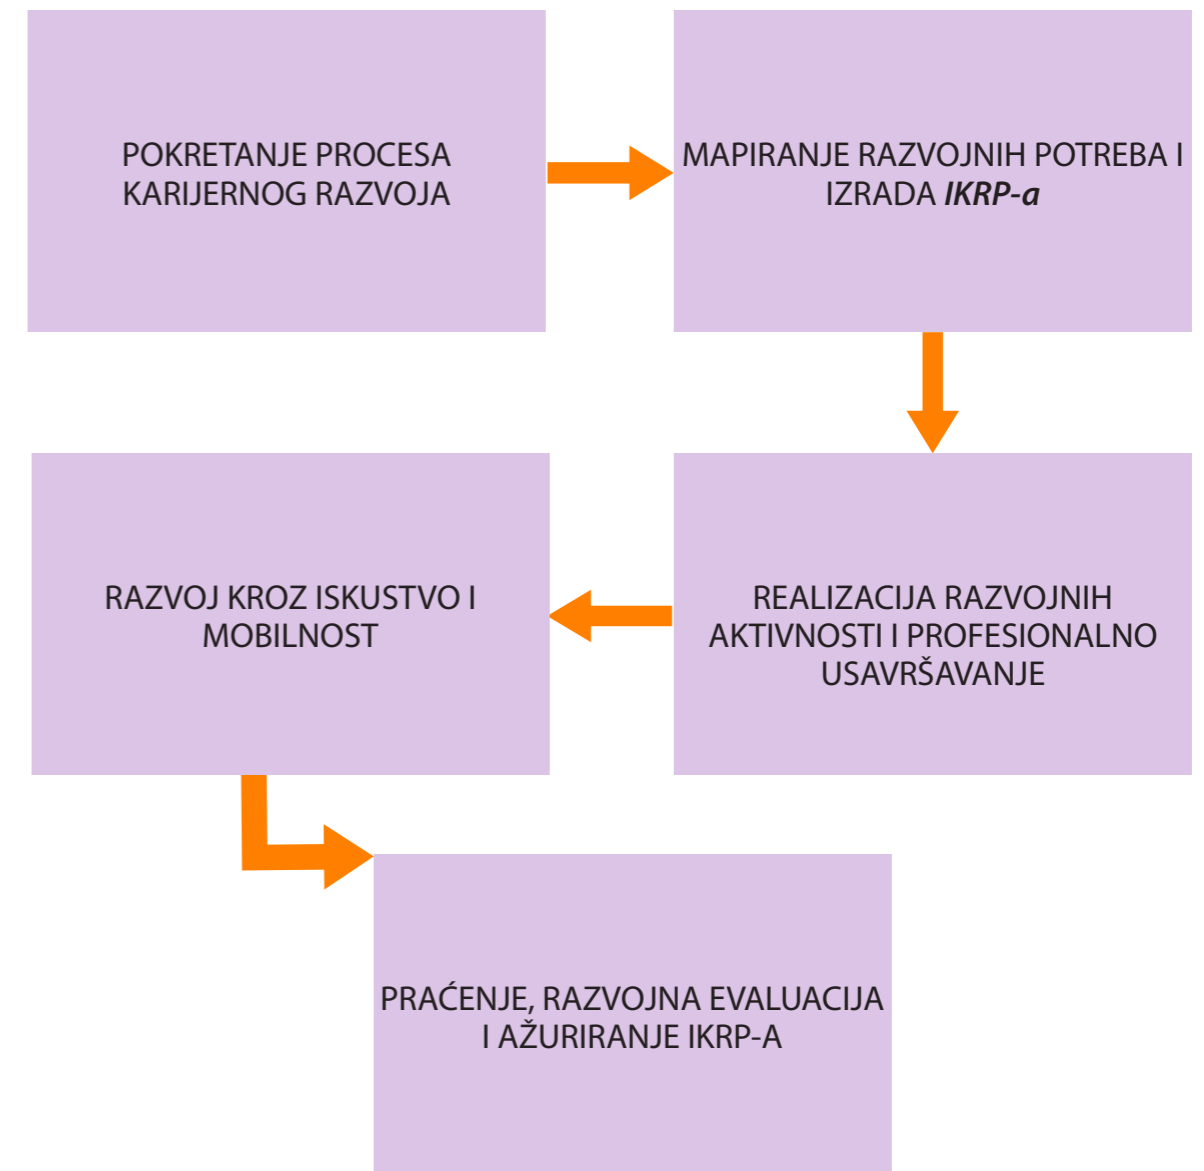 POKRETANJE PROCESA
KARIJERNOG RAZVOJA
MAPIRANJE RAZVOJNIH POTREBA I
IZRADA IKRP-a
REALIZACIJA RAZVOJNIH
AKTIVNOSTI I PROFESIONALNO
USAVRŠAVANJE
RAZVOJ KROZ ISKUSTVO I
MOBILNOST
PRAĆENJE, RAZVOJNA EVALUACIJA
I AŽURIRANJE IKRP-A